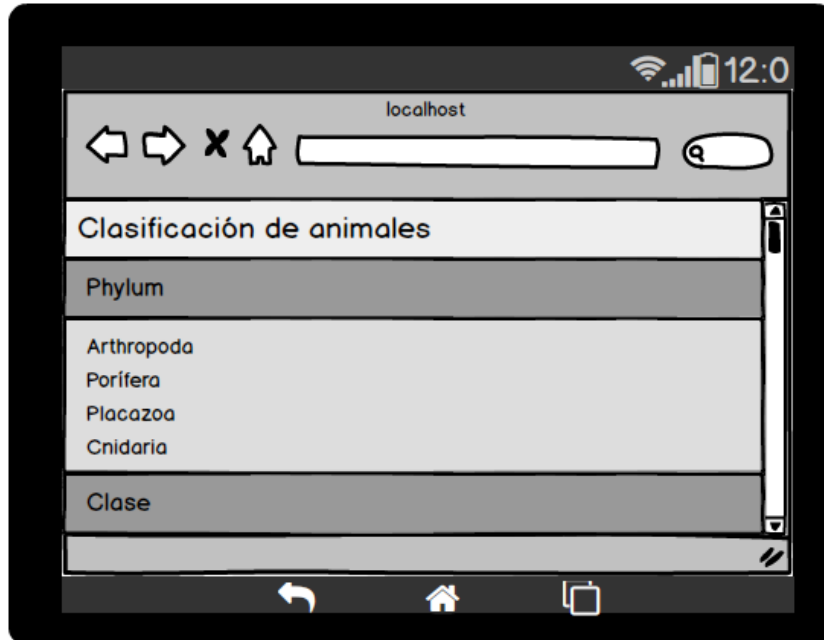 12:0
localhost
Clasificación de animales
Phylum
Arthropoda
Porífera
Placazoa
Cnidaria
Clase